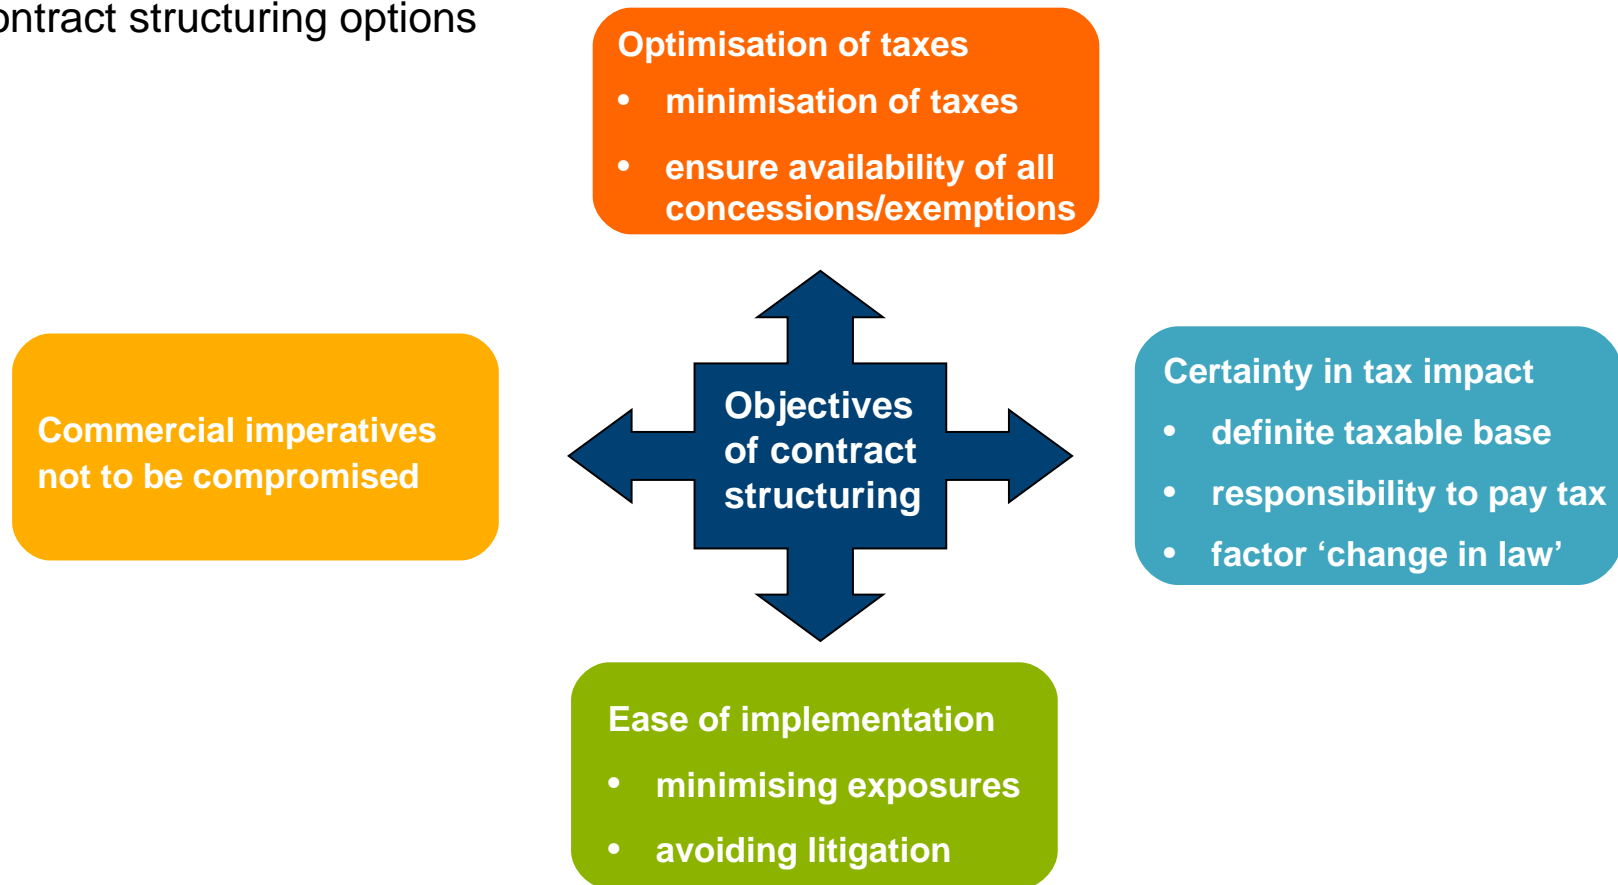 ontract structuring options
Optimisation of taxes
• minimisation of taxes
• ensure availability of all
concessions/exemptions
Commercial imperatives
not to be compromised
Objectives
of contract
structuring
Certainty in tax impact
• definite taxable base
• responsibility to pay tax
• factor ‘change in law’
Ease of implementation
• minimising exposures
• avoiding litigation